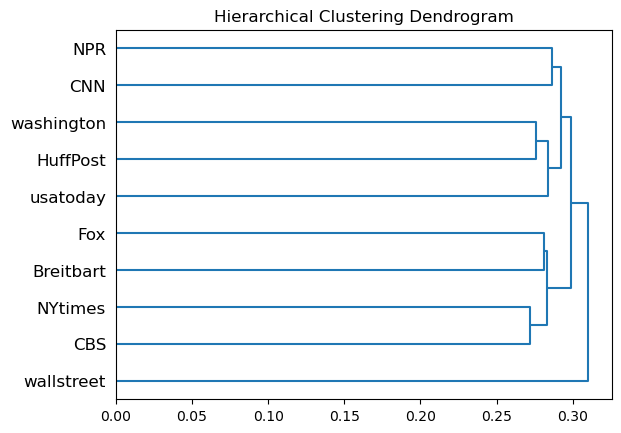 Hierarchical Clustering Dendrogram
NPR
CNN
washington
HuffPost
usatoday
Fox
Breitbart
NYtimes
CBS
wallstreet
0.00 0.05 0.10 0.15 0.20 0.25 0.30